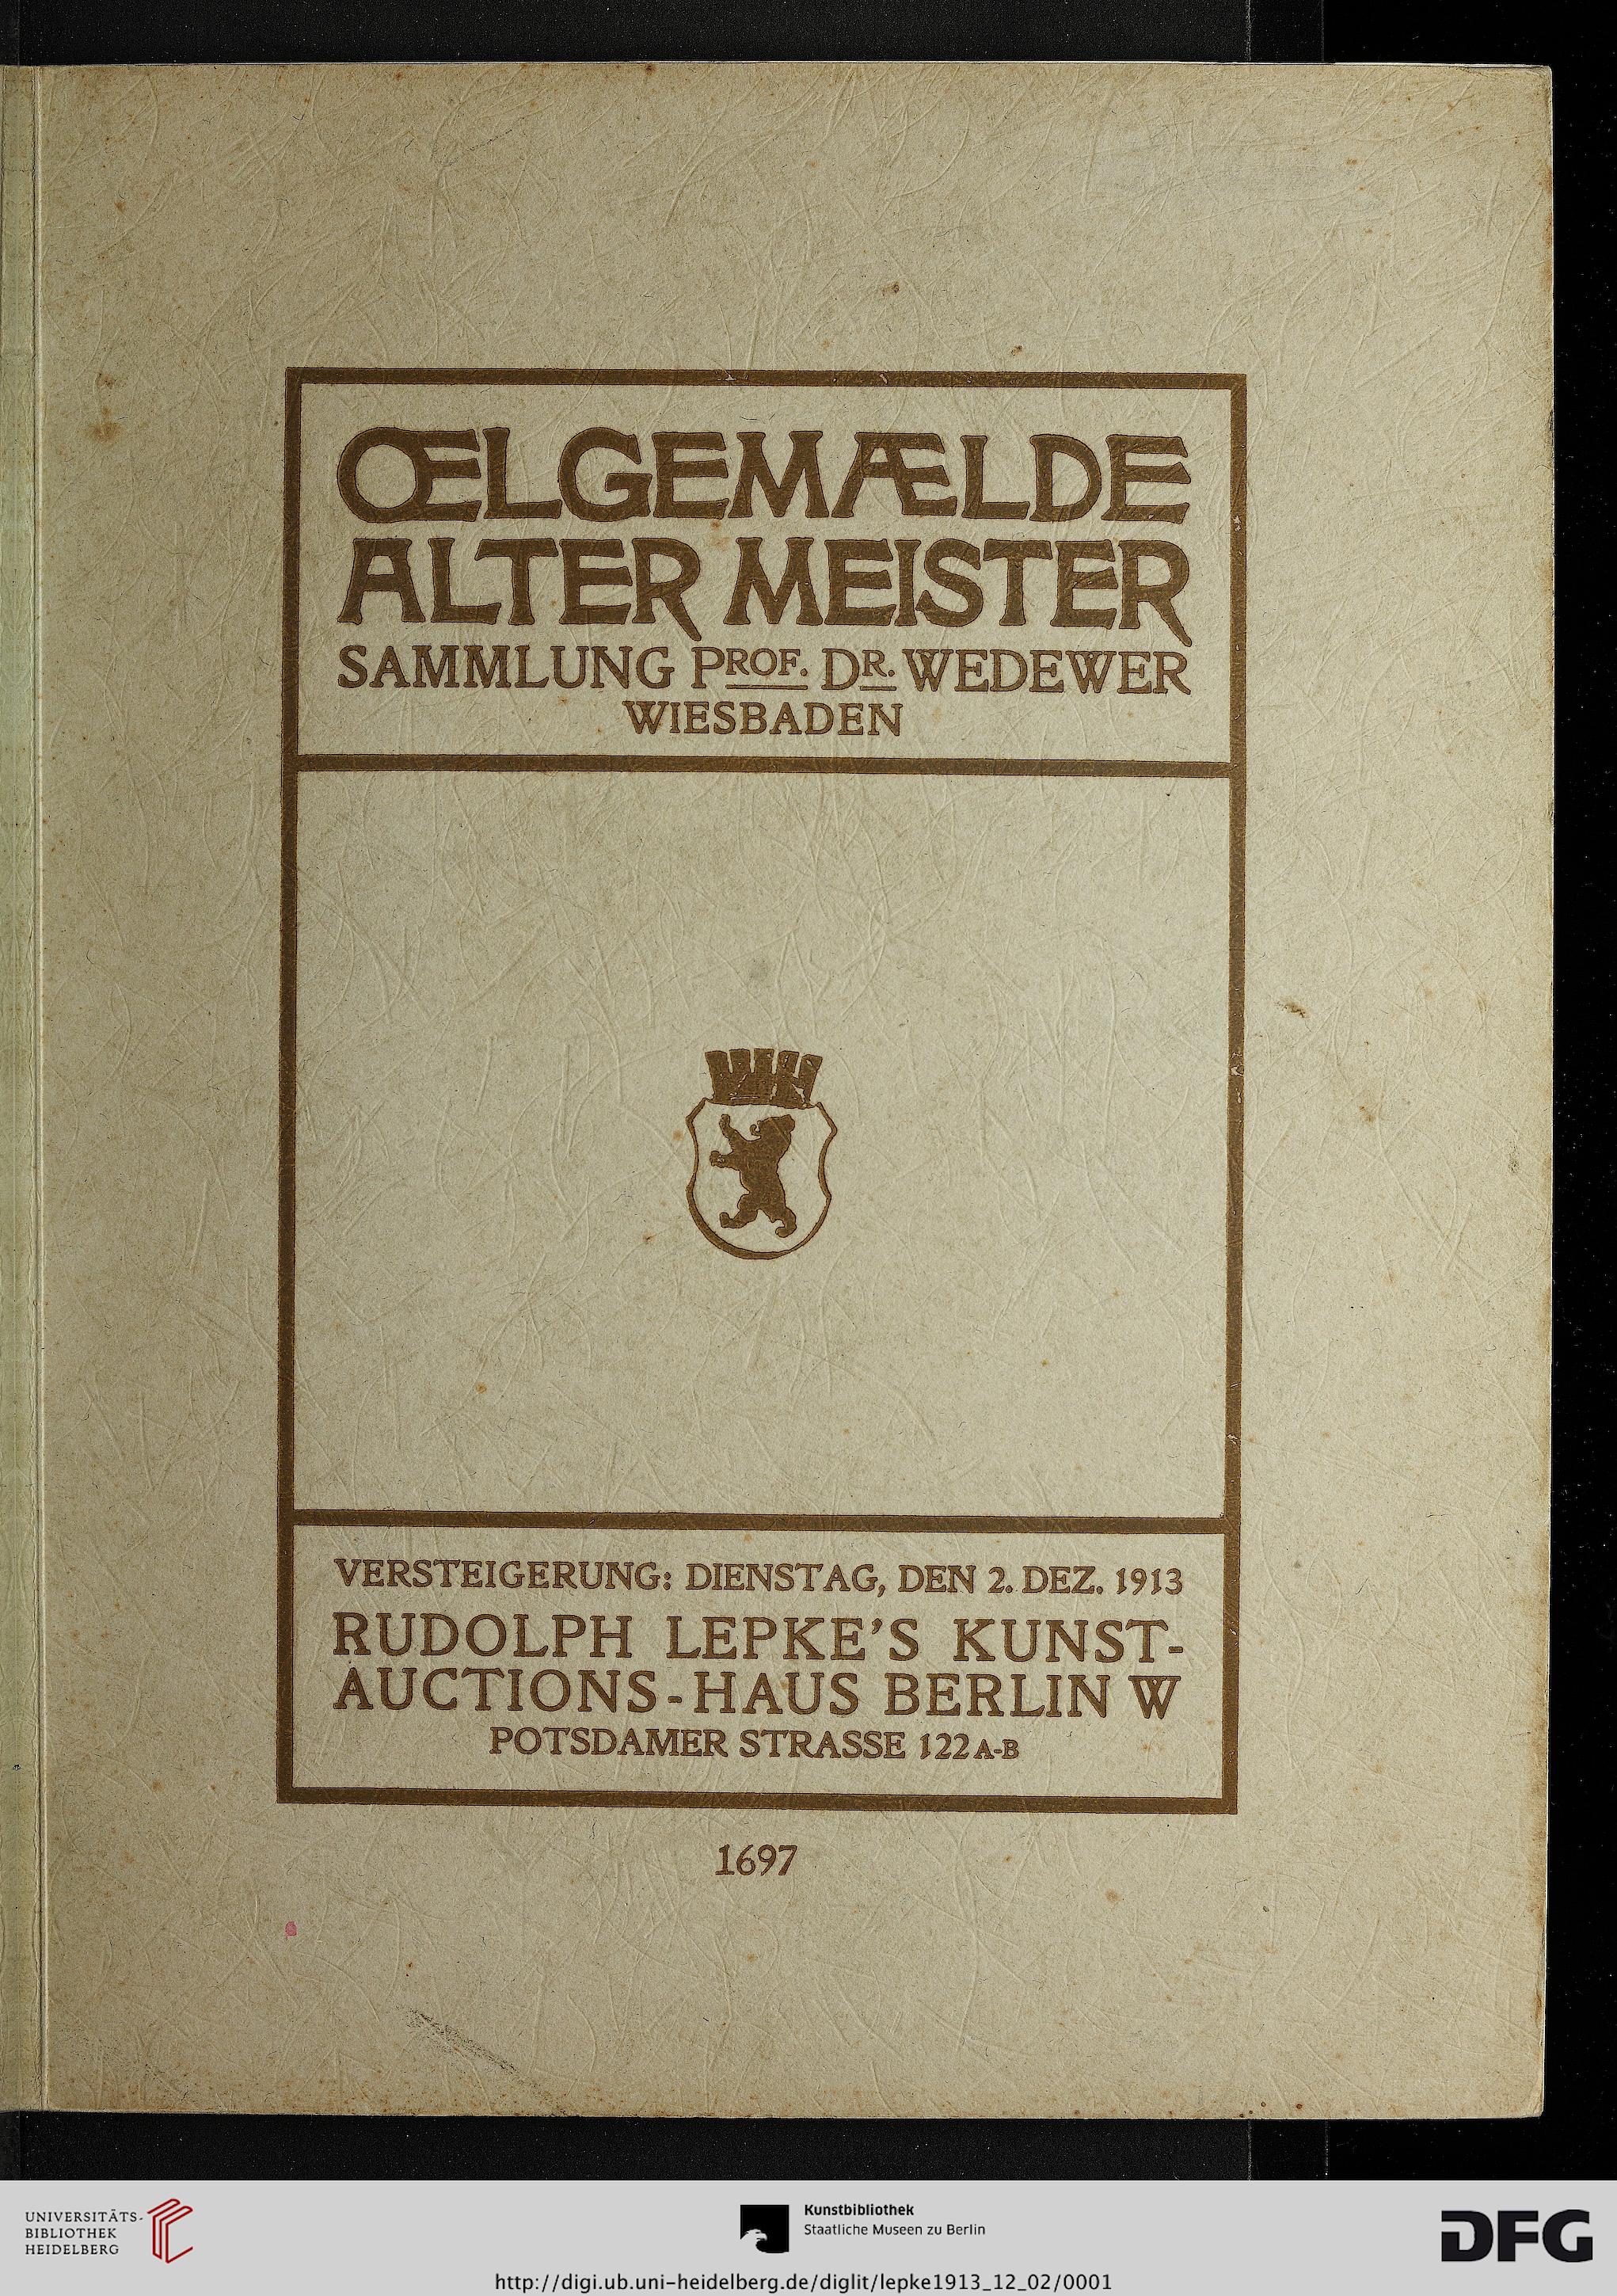 ŒLGEMÆLDE
ALTER MEISTER
SAMMLUNG PROF. DR. WEDEWER
WIESBADEN
VERSTEIGERUNG: DIENSTAG, DEN 2. DEZ. 1913
RUDOLPH LEPKE'S KUNST-
AUCTIONS-HAUS BERLIN W
POTSDAMER STRASSE 122 A-B
1697
UNIVERSITÄTS-
BIBLIOTHEK
HEIDELBERG
Kunstbibliothek
Staatliche Museen zu Berlin
DFG
http://digi.ub.uni-heidelberg.de/diglit/lepke1913_12_02/0001